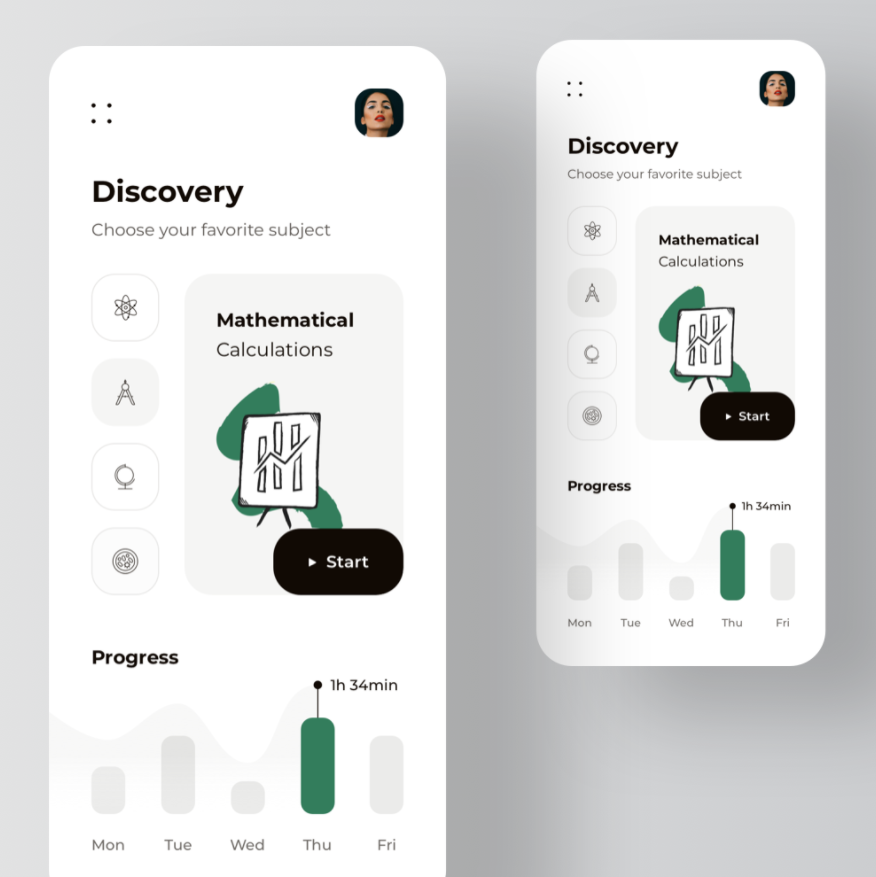 Discovery
Choose your favorite subject
Mathematical
Calculations
Start
Progress
1h 34min
Mon Tue Wed Thu Fri
Discovery
Choose your favorite subject
Mathematical
Calculations
Start
Progress
1h 34min
Mon Tue Wed Thu Fri